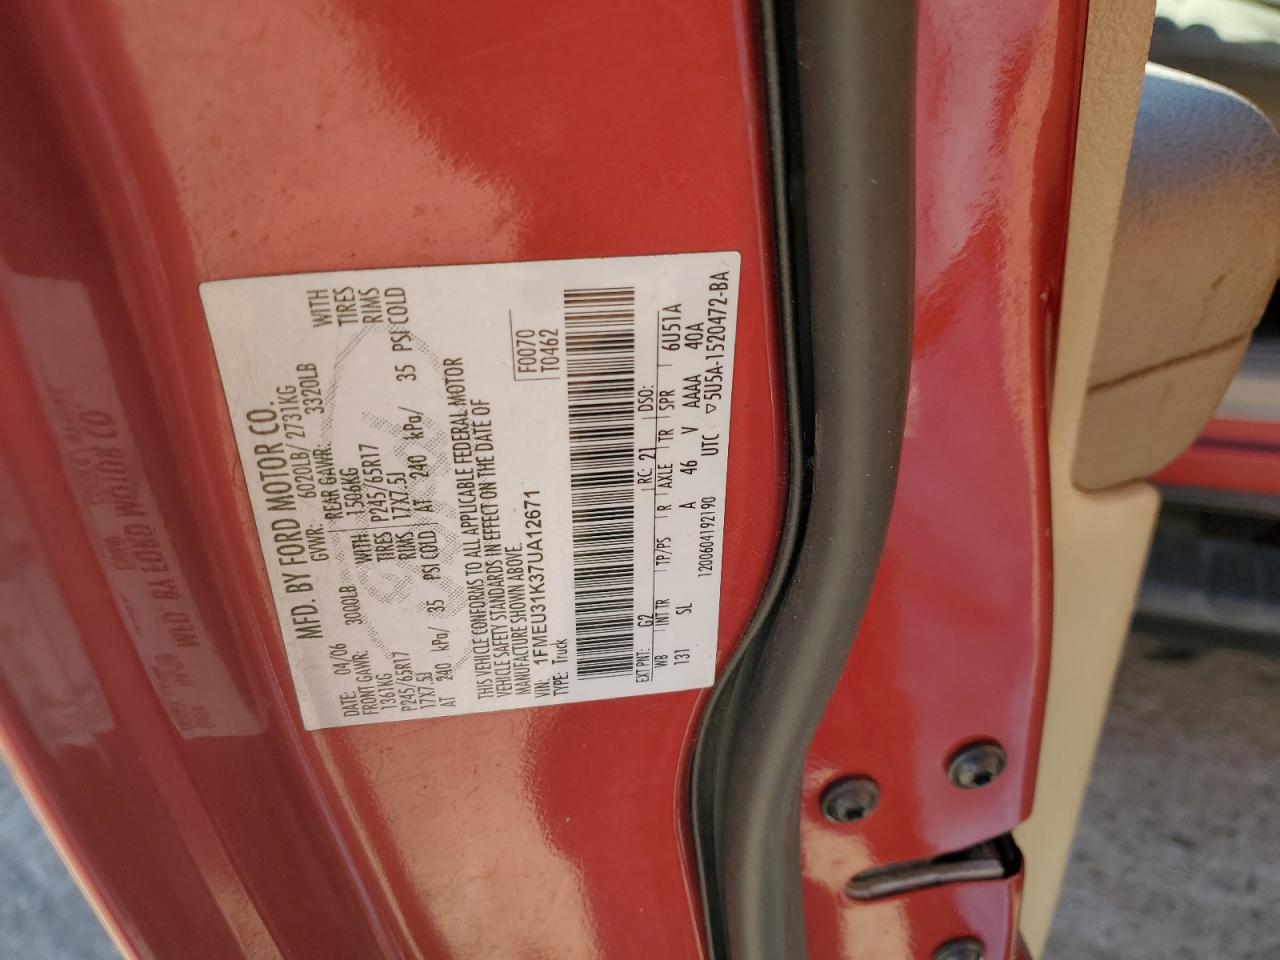 MFD. BY FORD MOTOR CO.
DATE: 04/06 GVWR: 6020LB/ 2731KG
FRONT GAWR: 3000LB REAR GAWR: 3320LB
1361KG WITH 1506KG WITH
P245/65R17 TIRES P245/65R17 TIRES
17X7.5J RIMS 17X7.5J RIMS
AT 240 kPa/ 35 PSI COLD AT 240 kPa/ 35 PSI COLD
THIS VEHICLE CONFORMS TO ALL APPLICABLE FEDERAL MOTOR
VEHICLE SAFETY STANDARDS IN EFFECT ON THE DATE OF
MANUFACTURE SHOWN ABOVE.
VIN: 1FMEU31K37UA12671 F0070
TYPE: Truck T0462
EXT PNT: G2 RC: 21 DSO:
WB INT TR TP/PS R AXLE TR SPR 6U51A
131 SL A 46 V AAAA 40A
1200604192190 UTC ▽5U5A-1520472-BA